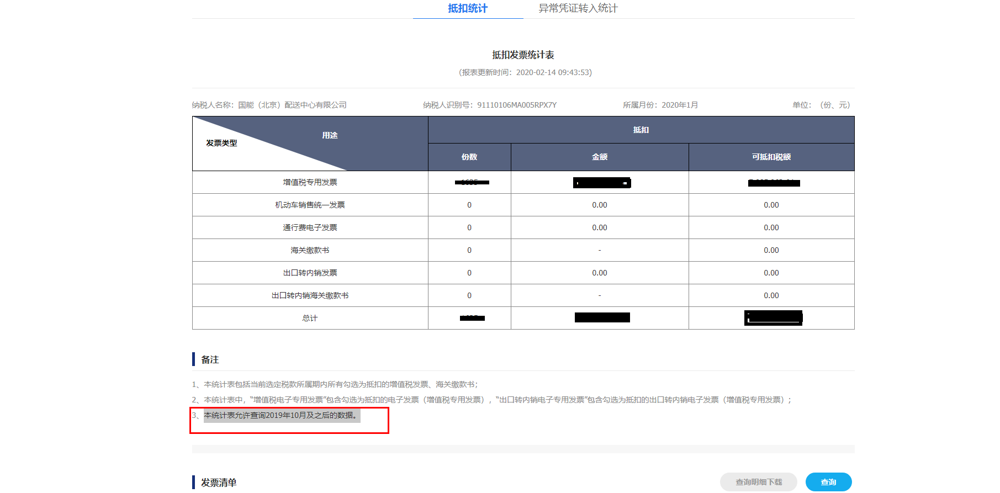 抵扣统计 异常凭证转入统计
抵扣发票统计表
(报表更新时间：2020-02-14 09:43:53)
纳税人名称：国能（北京）配送中心有限公司 纳税人识别号：91110106MA005RPX7Y 所属月份：2020年1月 单位：（份、元）
用途 抵扣
发票类型
份数 金额 可抵扣税额
增值税专用发票
机动车销售统一发票 0 0.00 0.00
通行费电子发票 0 0.00 0.00
海关缴款书 0 - 0.00
出口转内销发票 0 0.00 0.00
出口转内销海关缴款书 0 - 0.00
总计
备注
1、本统计表包括当前选定税款所属期内所有勾选为抵扣的增值税发票、海关缴款书；
2、本统计表中，“增值税电子专用发票”包含勾选为抵扣的电子发票（增值税专用发票），“出口转内销电子专用发票”包含勾选为抵扣的出口转内销电子发票（增值税专用发票）；
3、本统计表允许查询2019年10月及之后的数据。
发票清单 查询明细下载 查询